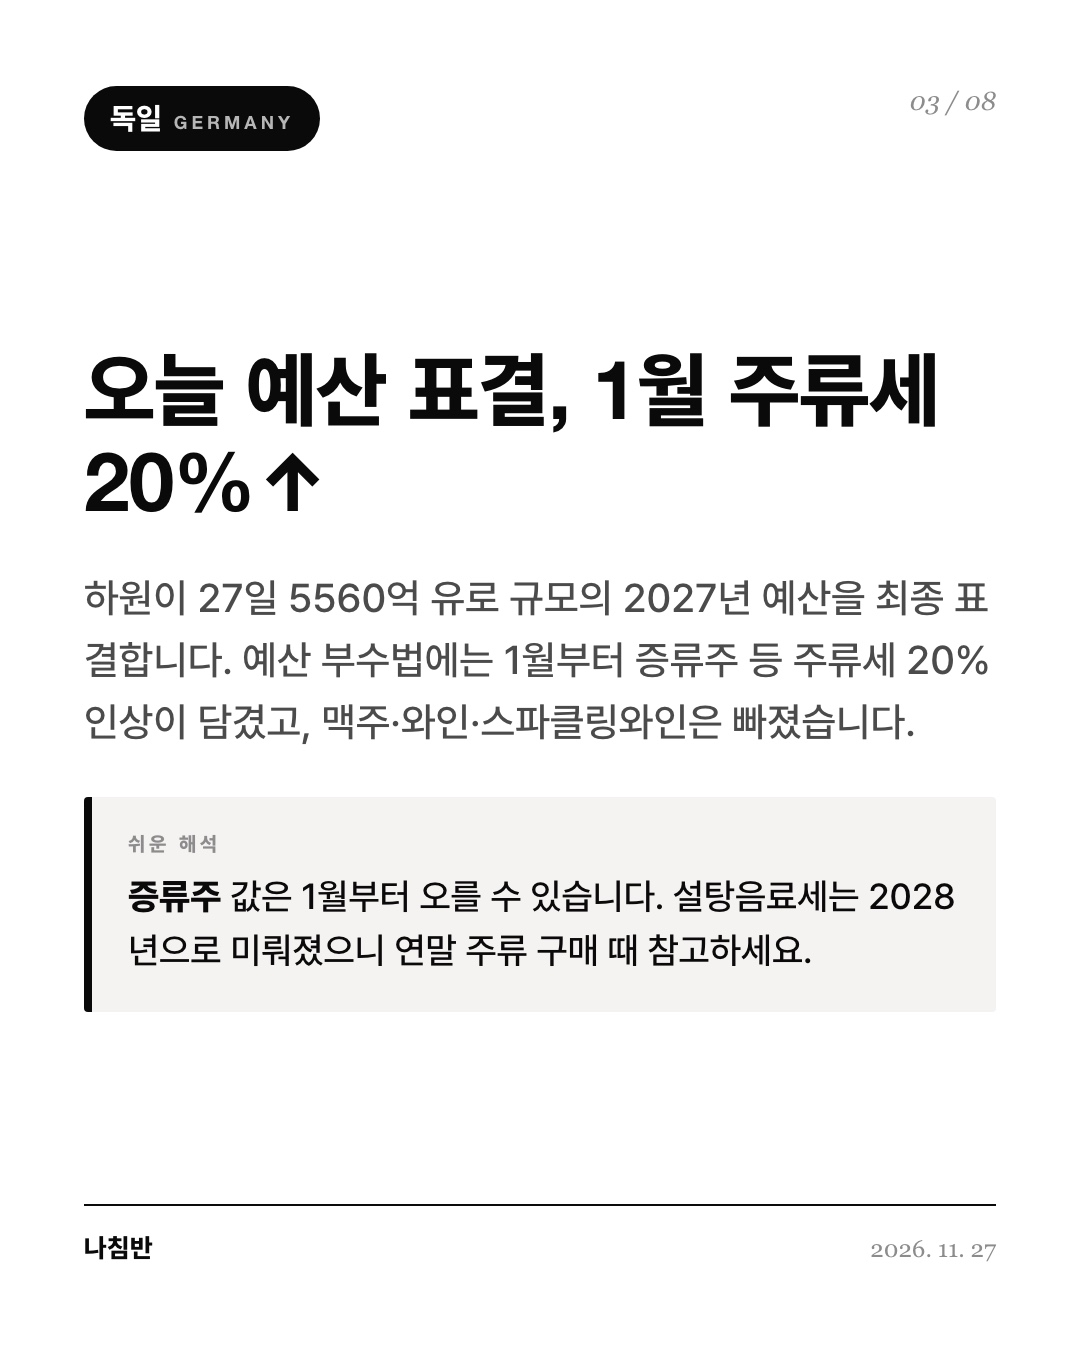 독일 GERMANY
03 / 08
오늘 예산 표결, 1월 주류세
20%↑
하원이 27일 5560억 유로 규모의 2027년 예산을 최종 표
결합니다. 예산 부수법에는 1월부터 증류주 등 주류세 20%
인상이 담겼고, 맥주·와인·스파클링와인은 빠졌습니다.
쉬운 해석
증류주 값은 1월부터 오를 수 있습니다. 설탕음료세는 2028
년으로 미뤄졌으니 연말 주류 구매 때 참고하세요.
나침반
2026. 11. 27